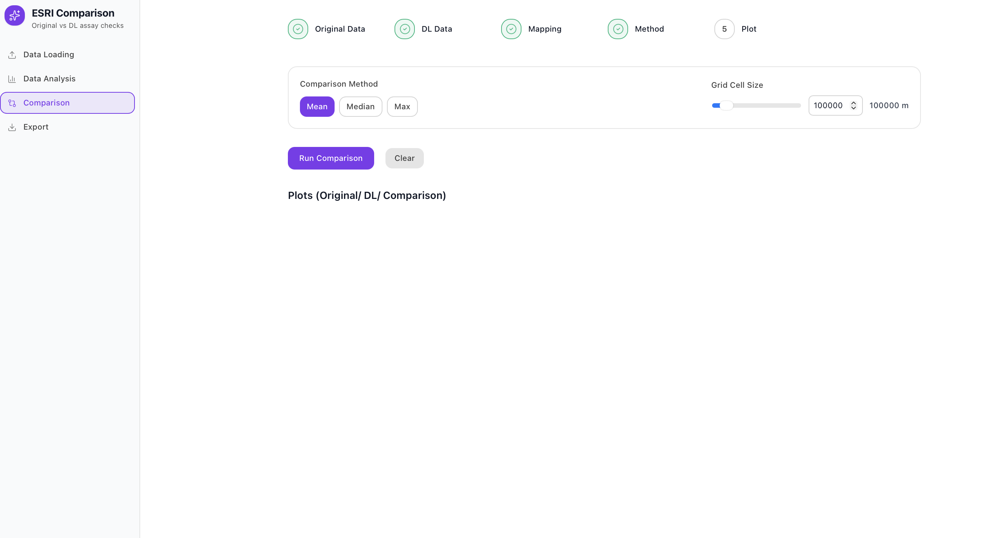 ESRI Comparison
Original vs DL assay checks
Data Loading
Data Analysis
Comparison
Export
Original Data
DL Data
Mapping
Method
5 Plot
Comparison Method
Mean Median Max
Grid Cell Size
100000 100000 m
Run Comparison Clear
Plots (Original/ DL/ Comparison)